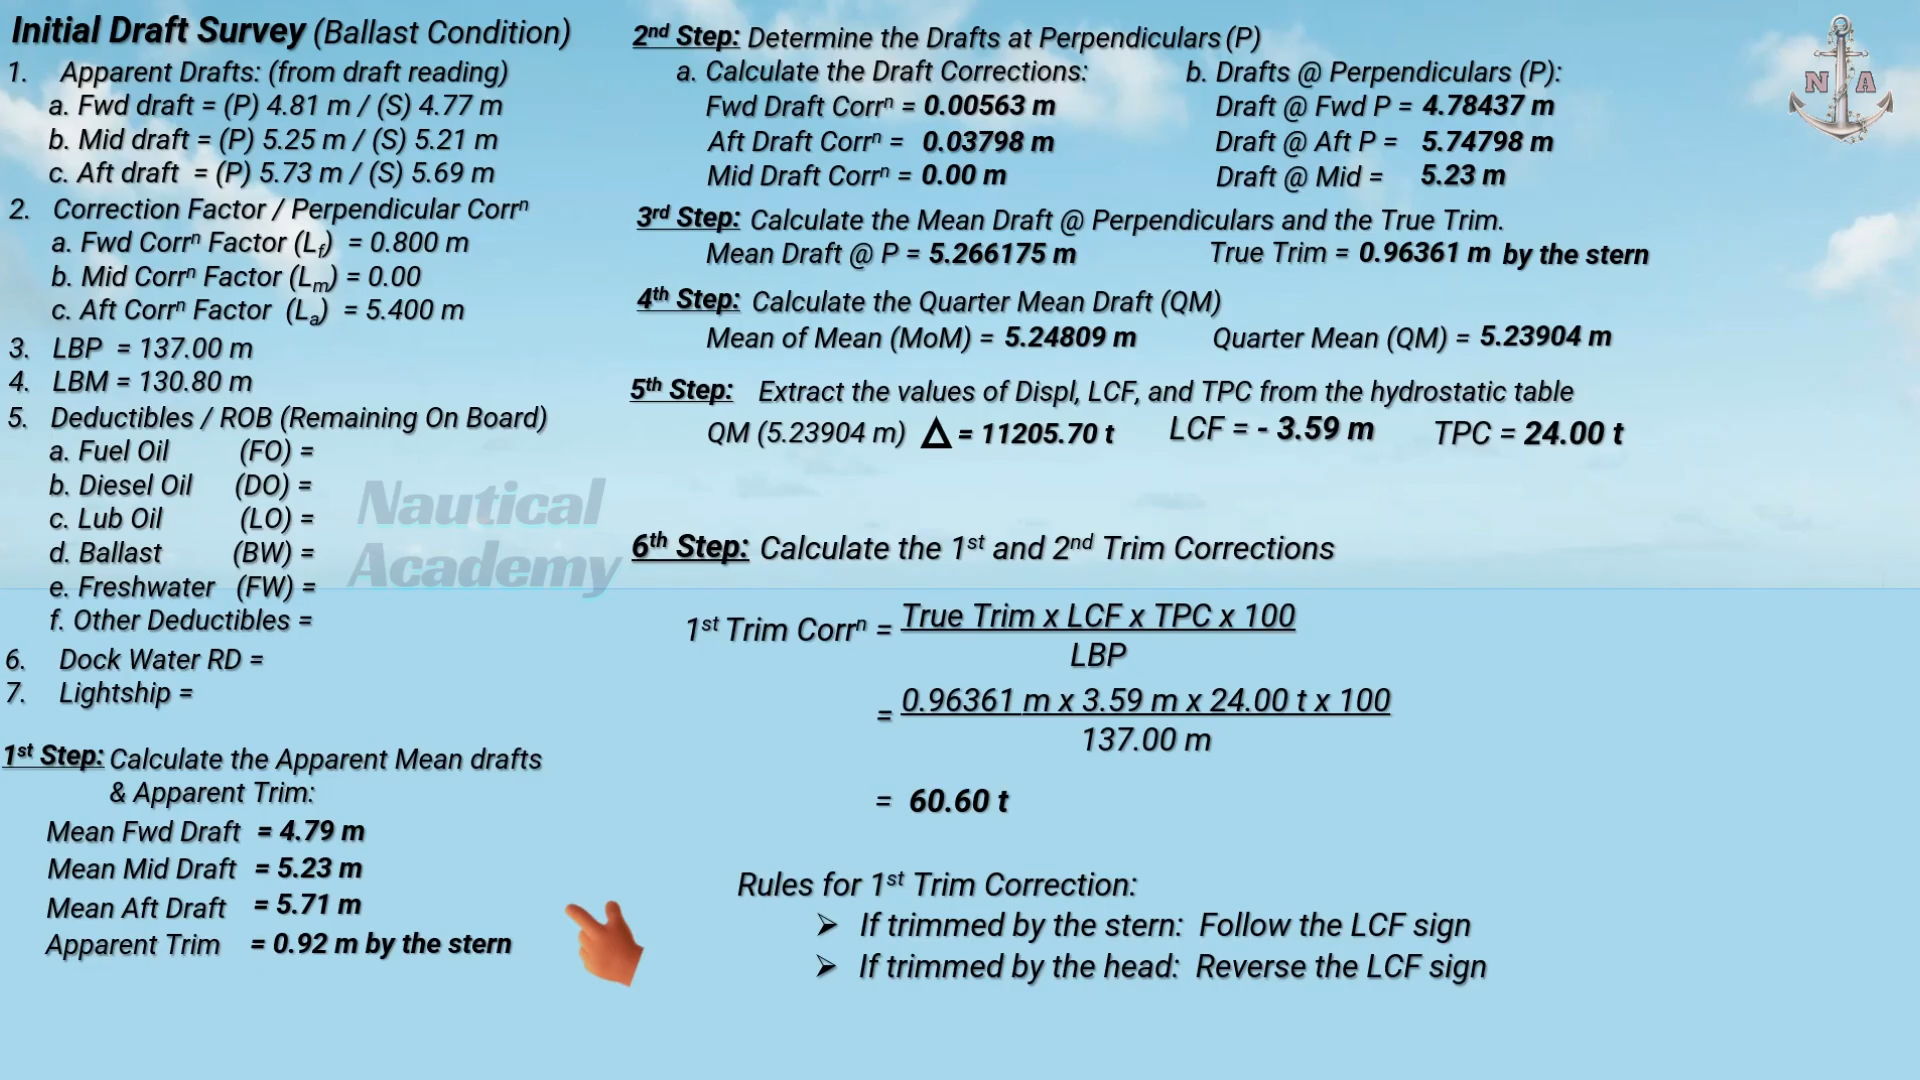 Initial Draft Survey (Ballast Condition)
1. Apparent Drafts: (from draft reading)
a. Fwd draft = (P) 4.81 m / (S) 4.77 m
b. Mid draft = (P) 5.25 m / (S) 5.21 m
c. Aft draft = (P) 5.73 m / (S) 5.69 m
2. Correction Factor / Perpendicular Corrⁿ
a. Fwd Corrⁿ Factor (Lf) = 0.800 m
b. Mid Corrⁿ Factor (Lm) = 0.00
c. Aft Corrⁿ Factor (La) = 5.400 m
3. LBP = 137.00 m
4. LBM = 130.80 m
5. Deductibles / ROB (Remaining On Board)
a. Fuel Oil (FO) =
b. Diesel Oil (DO) =
c. Lub Oil (LO) =
d. Ballast (BW) =
e. Freshwater (FW) =
f. Other Deductibles =
6. Dock Water RD =
7. Lightship =
1st Step: Calculate the Apparent Mean drafts
& Apparent Trim:
Mean Fwd Draft = 4.79 m
Mean Mid Draft = 5.23 m
Mean Aft Draft = 5.71 m
Apparent Trim = 0.92 m by the stern
Nautical
Academy
2nd Step: Determine the Drafts at Perpendiculars (P)
a. Calculate the Draft Corrections:
Fwd Draft Corrⁿ = 0.00563 m
Aft Draft Corrⁿ = 0.03798 m
Mid Draft Corrⁿ = 0.00 m
b. Drafts @ Perpendiculars (P):
Draft @ Fwd P = 4.78437 m
Draft @ Aft P = 5.74798 m
Draft @ Mid = 5.23 m
3rd Step: Calculate the Mean Draft @ Perpendiculars and the True Trim.
Mean Draft @ P = 5.266175 m True Trim = 0.96361 m by the stern
4th Step: Calculate the Quarter Mean Draft (QM)
Mean of Mean (MoM) = 5.24809 m Quarter Mean (QM) = 5.23904 m
5th Step: Extract the values of Displ, LCF, and TPC from the hydrostatic table
QM (5.23904 m) Δ = 11205.70 t LCF = - 3.59 m TPC = 24.00 t
6th Step: Calculate the 1st and 2nd Trim Corrections
1st Trim Corrⁿ = True Trim x LCF x TPC x 100
LBP
= 0.96361 m x 3.59 m x 24.00 t x 100
137.00 m
= 60.60 t
Rules for 1st Trim Correction:
➢ If trimmed by the stern: Follow the LCF sign
➢ If trimmed by the head: Reverse the LCF sign
N A